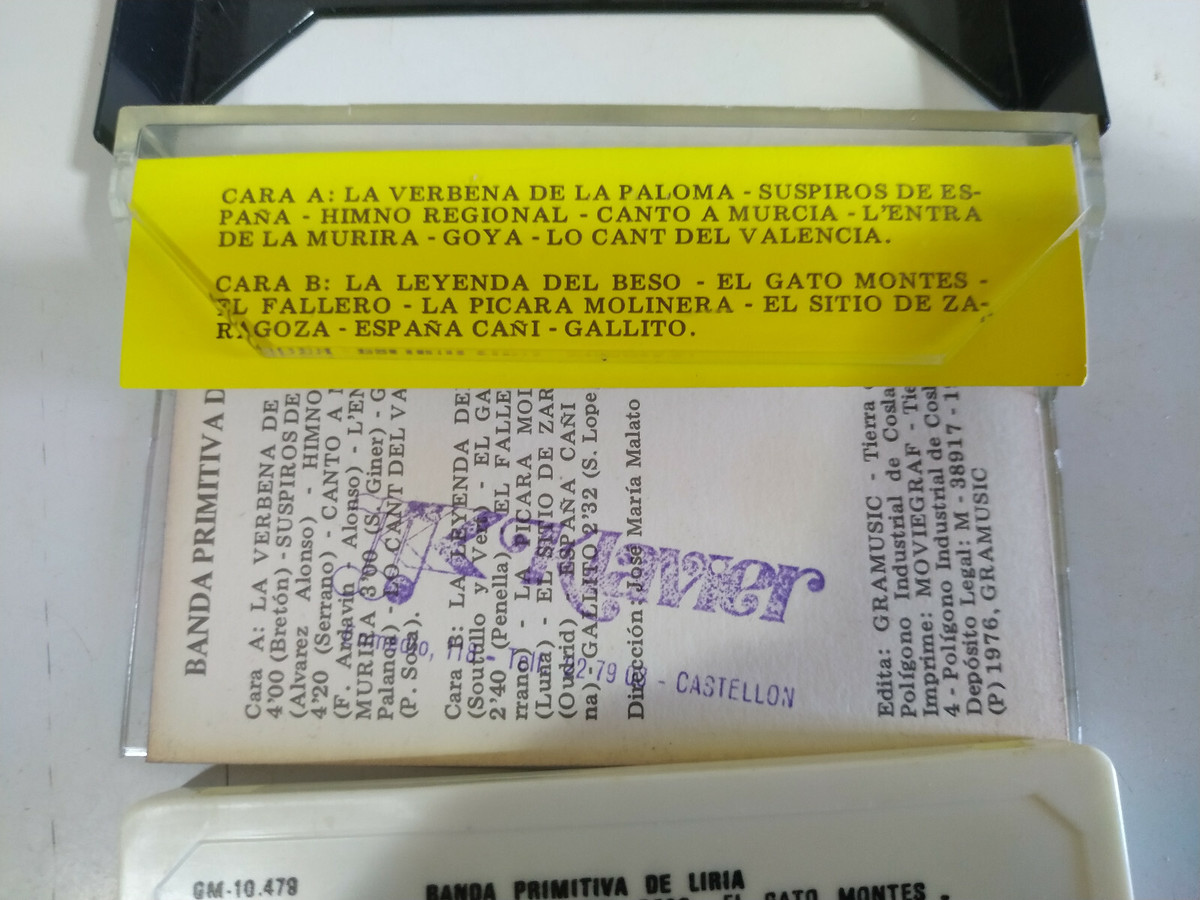 CARA A: LA VERBENA DE LA PALOMA - SUSPIROS DE ES-
PAÑA - HIMNO REGIONAL - CANTO A MURCIA - L'ENTRA
DE LA MURIRA - GOYA - LO CANT DEL VALENCIA.
CARA B: LA LEYENDA DEL BESO - EL GATO MONTES -
EL FALLERO - LA PICARA MOLINERA - EL SITIO DE ZA-
RAGOZA - ESPAÑA CAÑI - GALLITO.
BANDA PRIMITIVA D
Cara A: LA VERBENA DE
4'00 (Bretón) - SUSPIROS DE
(Alvarez Alonso) - HIMNO
4'20 (Serrano) - CANTO A
(F. Ardavin Alonso) - L'EN
MURIRA 3'00 (S. Giner) - G
Palanca) - LO CANT DEL VA
(P. Sosa).
Cara B: LA LEYENDA DE
(Soutullo y Vera) - EL GA
2'40 (Penella) EL FALLE
rrano) - LA PICARA MOL
(Luna) - EL SITIO DE ZAR
(Oudrid) ESPAÑA CAÑI
na) - GALLITO 2'32 (S. Lope
Dirección: José María Malato
Edita: GRAMUSIC - Tierra
Polígono Industrial de Cosla
Imprime: MOVIEGRAF - Tie
4 - Polígono Industrial de Cosl
Depósito Legal: M - 38917 - 1
(P) 1976, GRAMUSIC
Klavier
118 - CASTELLON
GM-10.479
BANDA PRIMITIVA DE LIRIA
EL GATO MONTES -